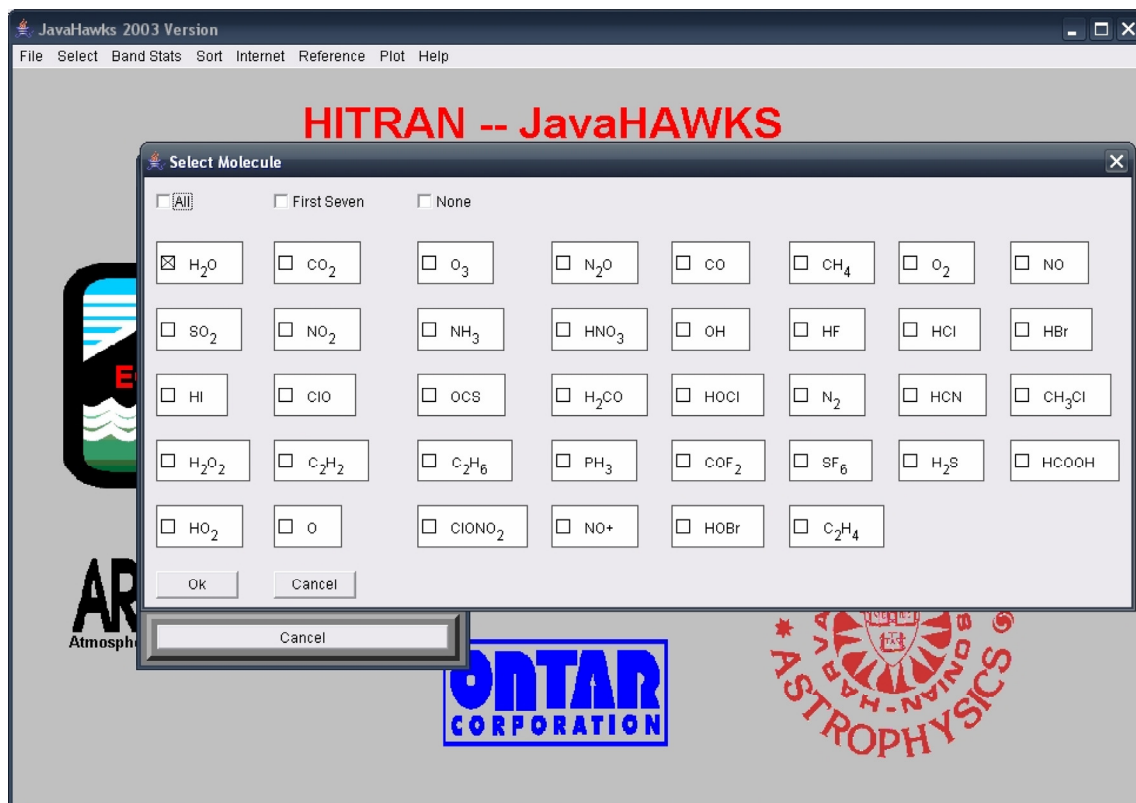 JavaHawks 2003 Version
File Select Band Stats Sort Internet Reference Plot Help
HITRAN -- JavaHAWKS
Select Molecule
All First Seven None
H₂O CO₂ O₃ N₂O CO CH₄ O₂ NO
SO₂ NO₂ NH₃ HNO₃ OH HF HCl HBr
HI ClO OCS H₂CO HOCl N₂ HCN CH₃Cl
H₂O₂ C₂H₂ C₂H₆ PH₃ COF₂ SF₆ H₂S HCOOH
HO₂ O ClONO₂ NO+ HOBr C₂H₄
Ok Cancel
Cancel
AR
Atmosph
ONTAR
CORPORATION
ASTROPHYSICS